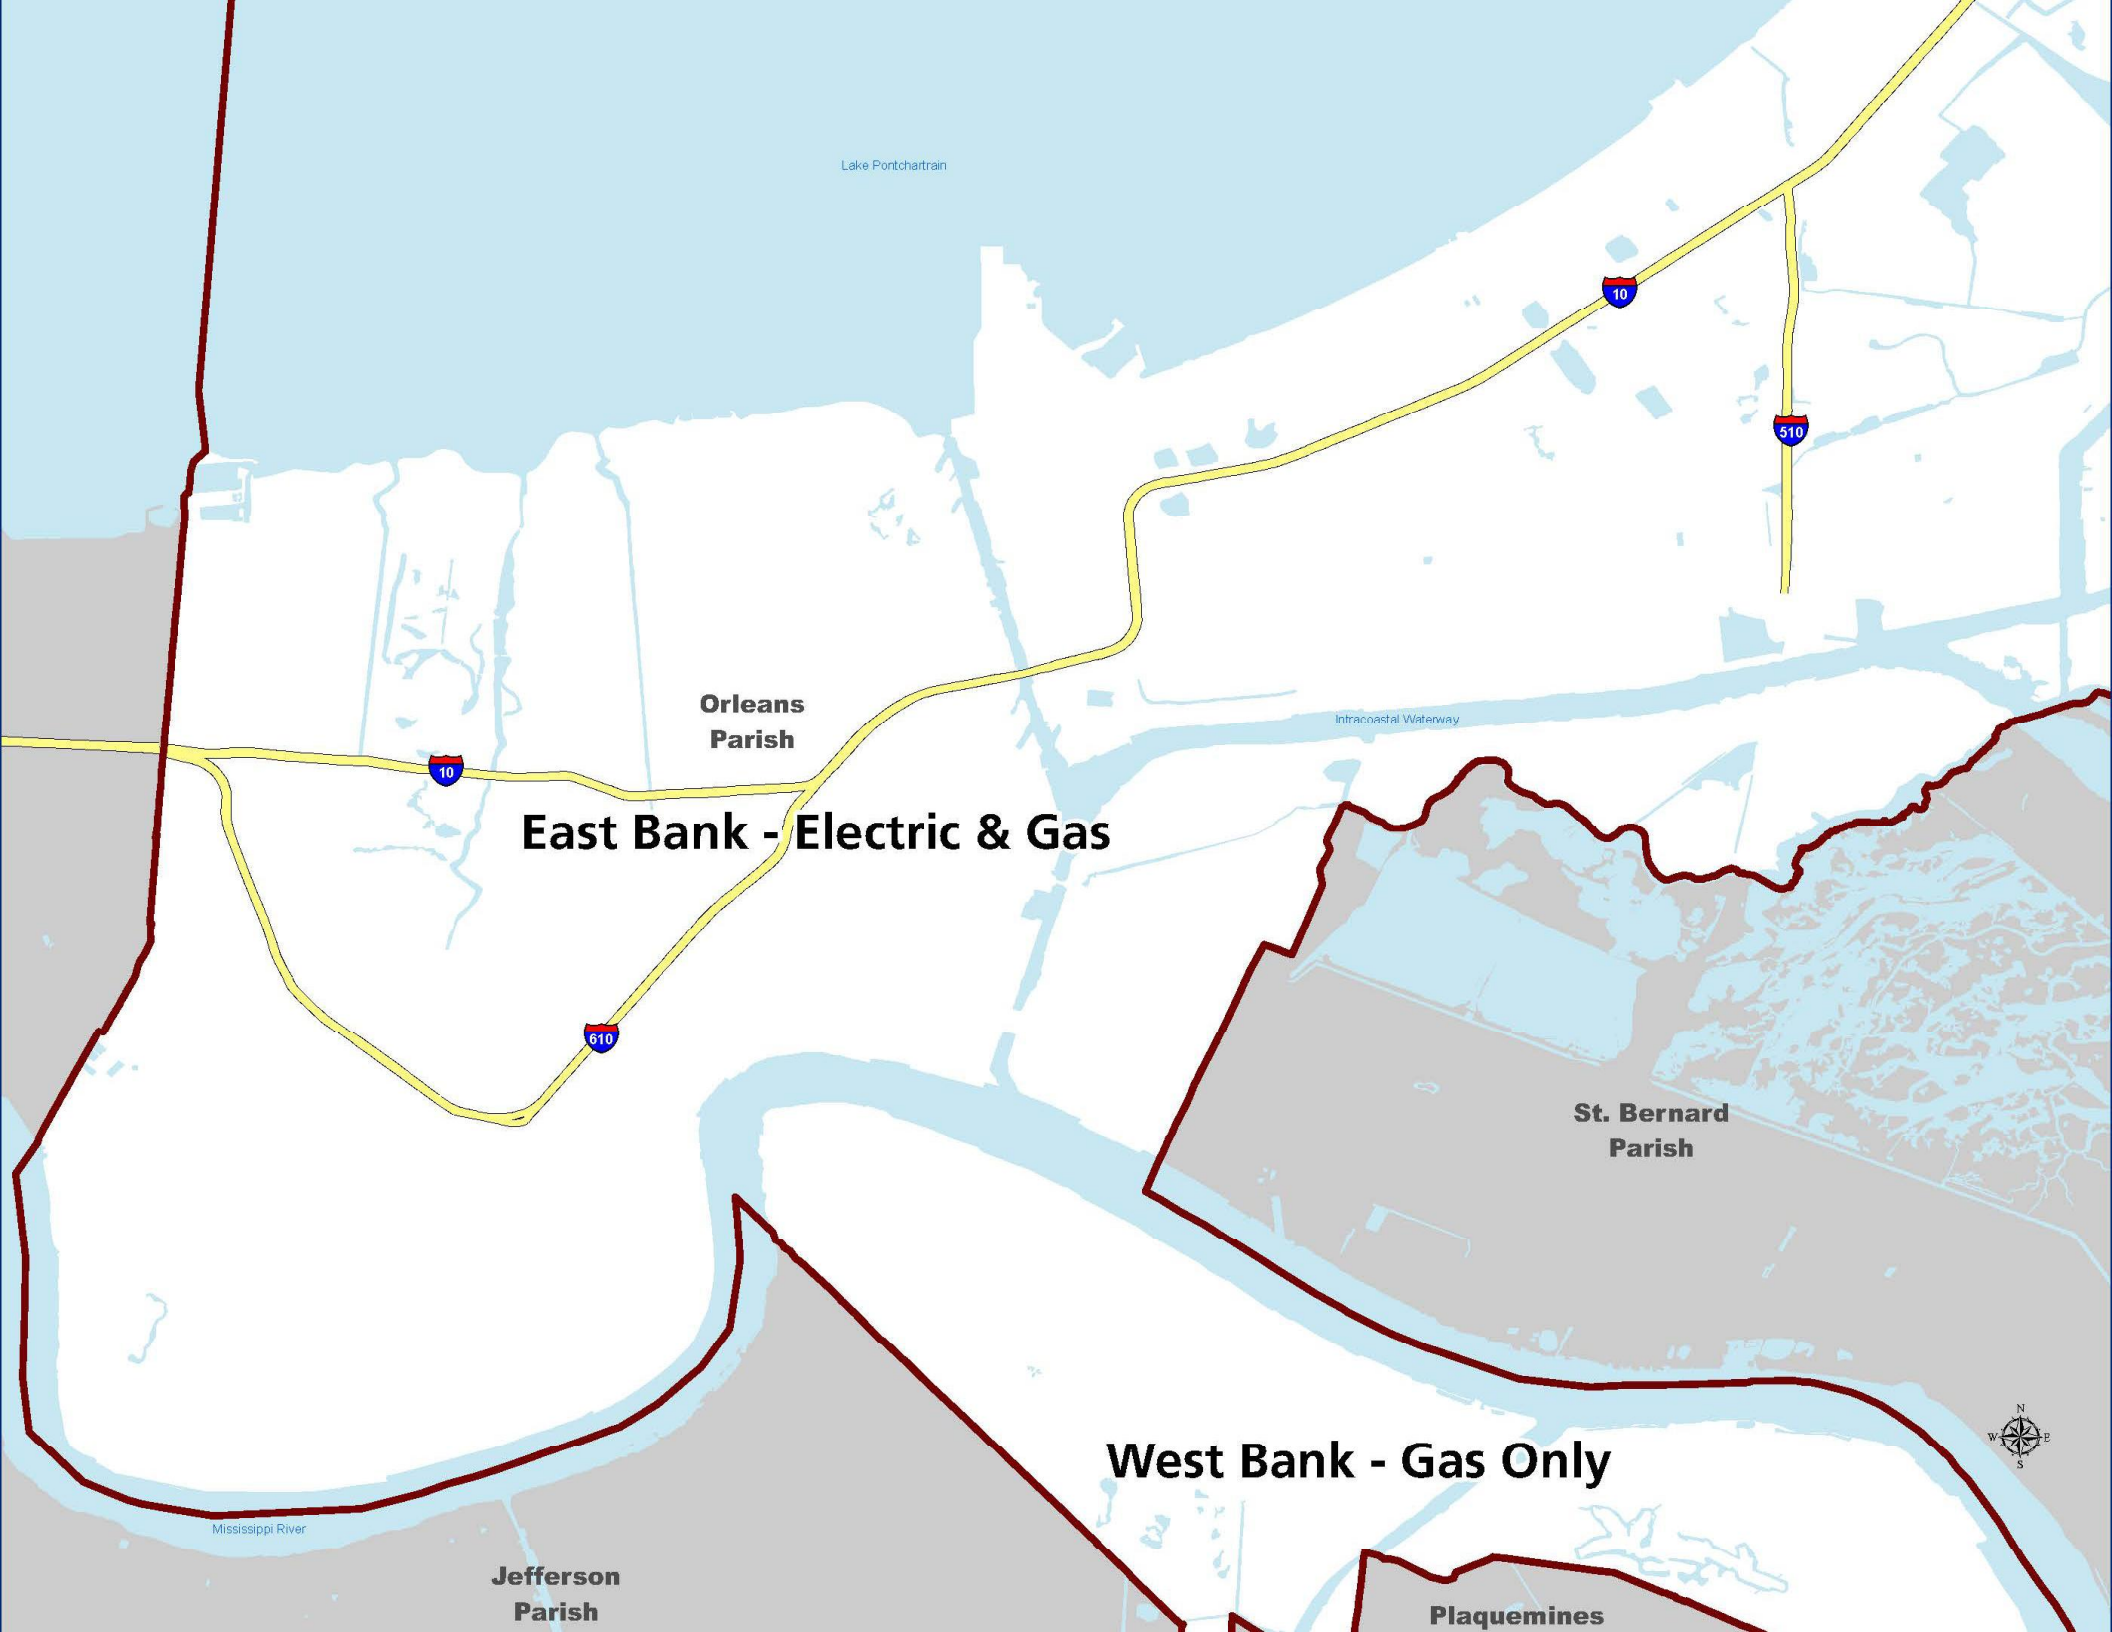 Lake Pontchartrain
10
510
Orleans
Parish
Intracoastal Waterway
10
East Bank - Electric & Gas
610
St. Bernard
Parish
N
W E
S
West Bank - Gas Only
Mississippi River
Jefferson
Parish
Plaquemines